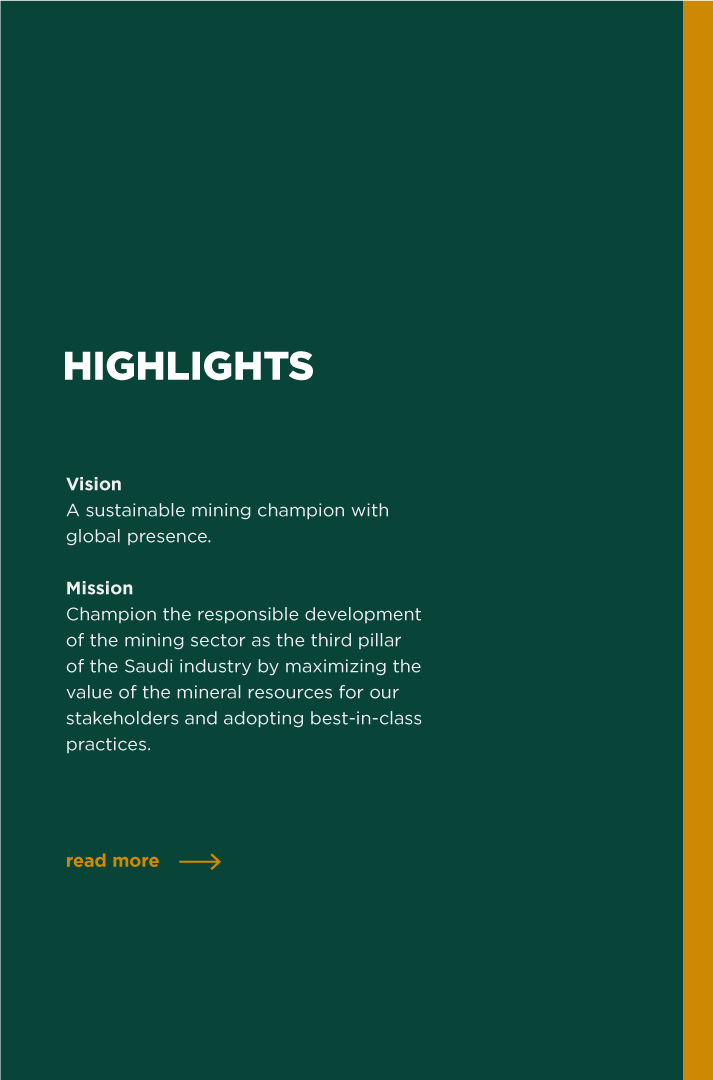 HIGHLIGHTS
Vision
A sustainable mining champion with
global presence.
Mission
Champion the responsible development
of the mining sector as the third pillar
of the Saudi industry by maximizing the
value of the mineral resources for our
stakeholders and adopting best-in-class
practices.
read more